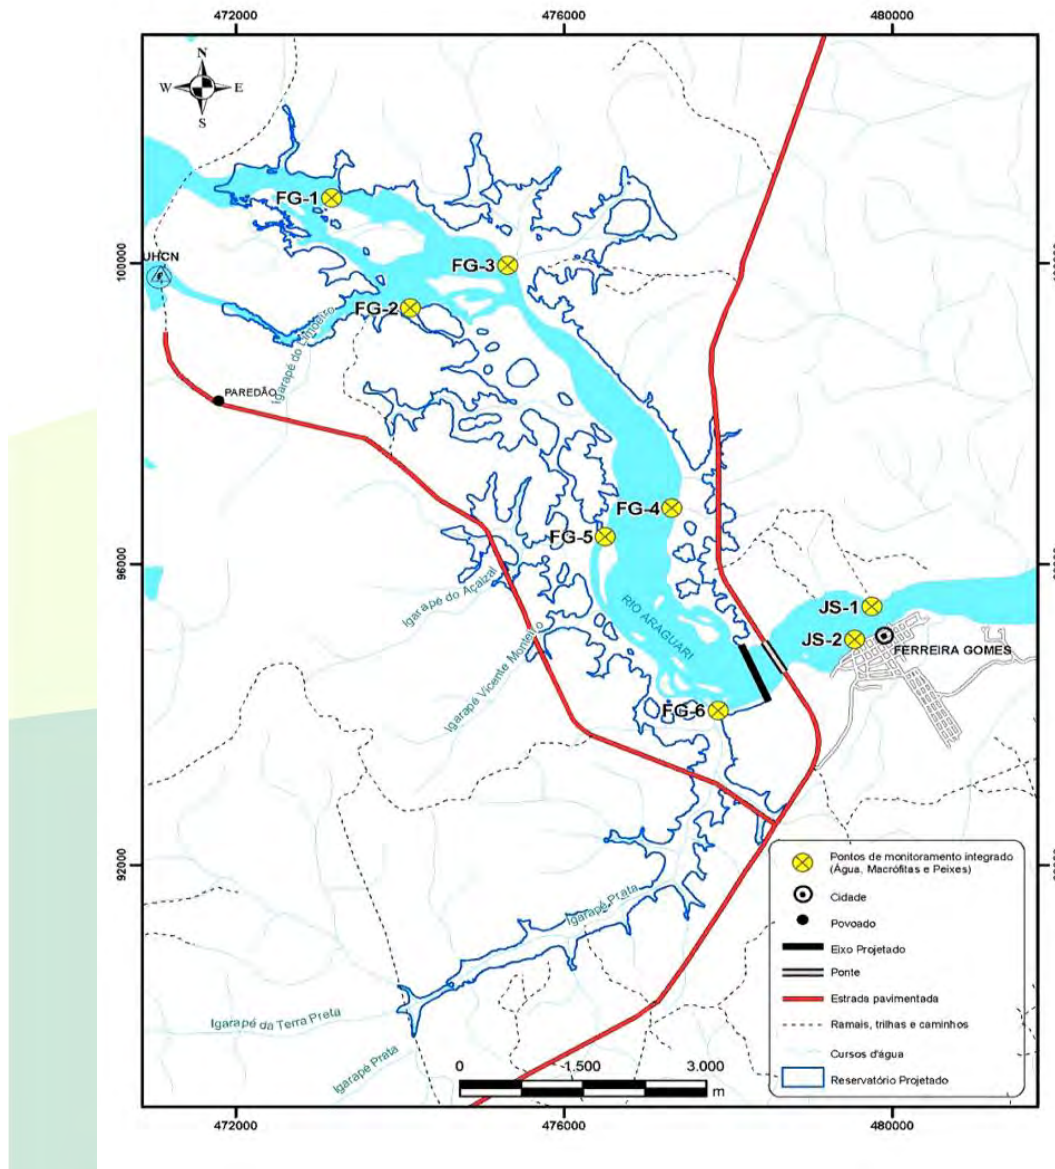 472000
476000
480000
N
W
E
S
FG-1
100000
UHCN
FG-3
FG-2
Igarapé do Limoeiro
PAREDÃO
FG-4
FG-5
96000
Igarapé do Açaizal
RIO ARAGUARI
JS-1
JS-2
FERREIRA GOMES
Igarapé Vicente Monteiro
FG-6
92000
Igarapé Prata
Igarapé da Terra Preta
Igarapé Prata
Pontos de monitoramento integrado
(Água, Macrófitas e Peixes)
Cidade
Povoado
Eixo Projetado
Ponte
Estrada pavimentada
Ramais, trilhas e caminhos
Cursos d'água
Reservatório Projetado
0
1.500
3.000
m
472000
476000
480000